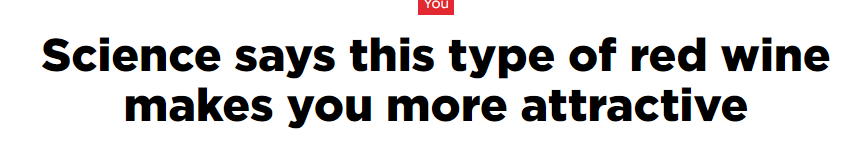 You
Science says this type of red wine
makes you more attractive